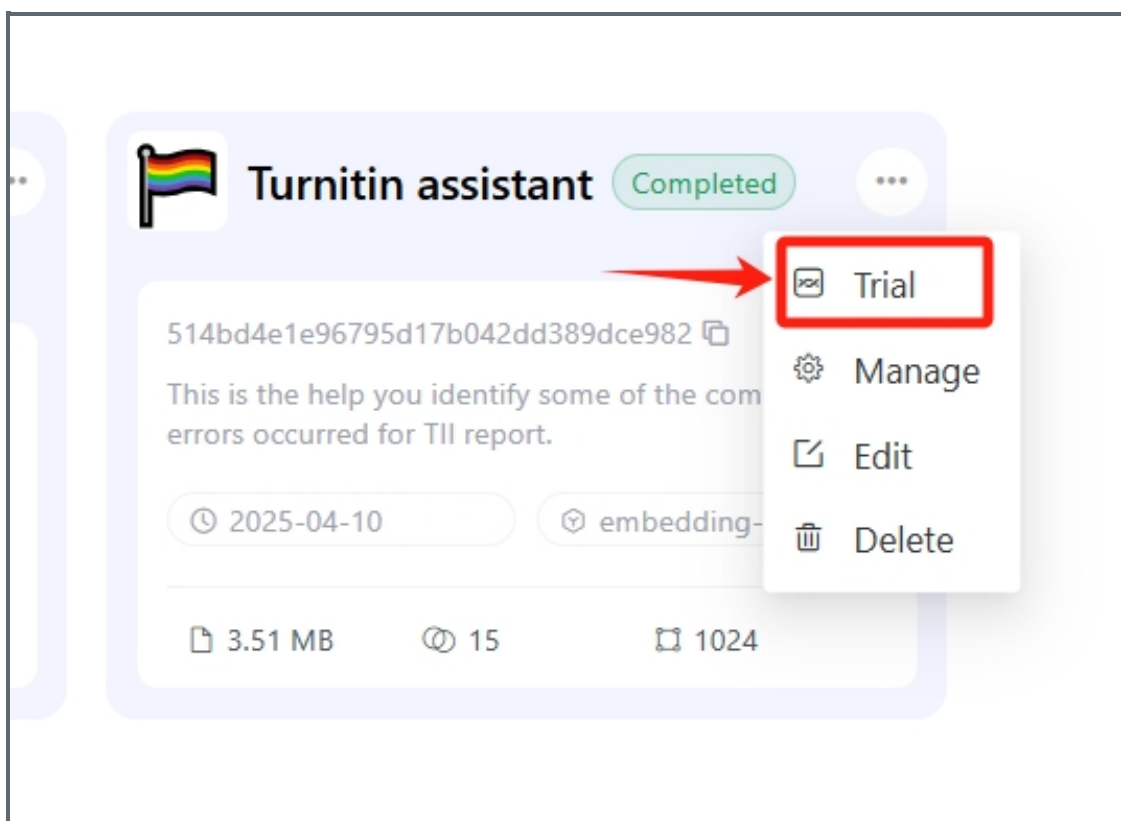 Turnitin assistant
Completed
Trial
514bd4e1e96795d17b042dd389dce982
This is the help you identify some of the com
Manage
errors occurred for TII report.
Edit
2025-04-10
embedding-
Delete
3.51 MB
15
1024